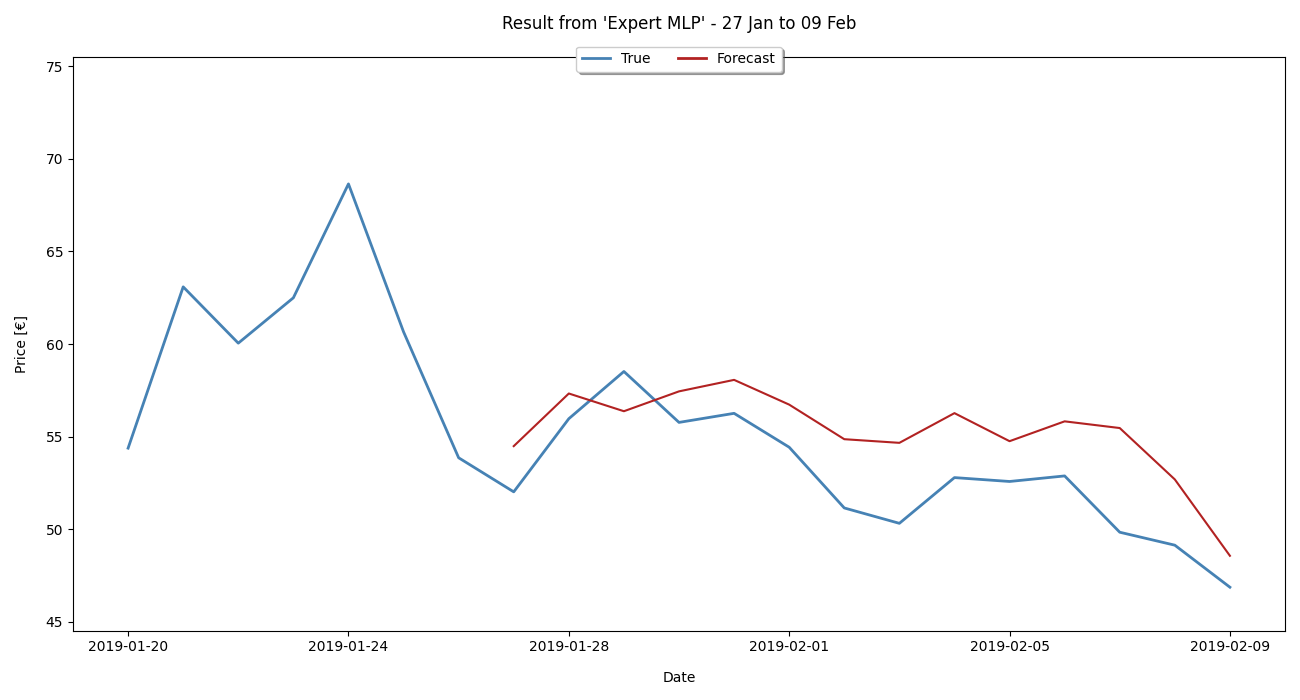 Result from 'Expert MLP' - 27 Jan to 09 Feb
True Forecast
75
70
65
60
55
50
45
Price [€]
2019-01-20 2019-01-24 2019-01-28 2019-02-01 2019-02-05 2019-02-09
Date